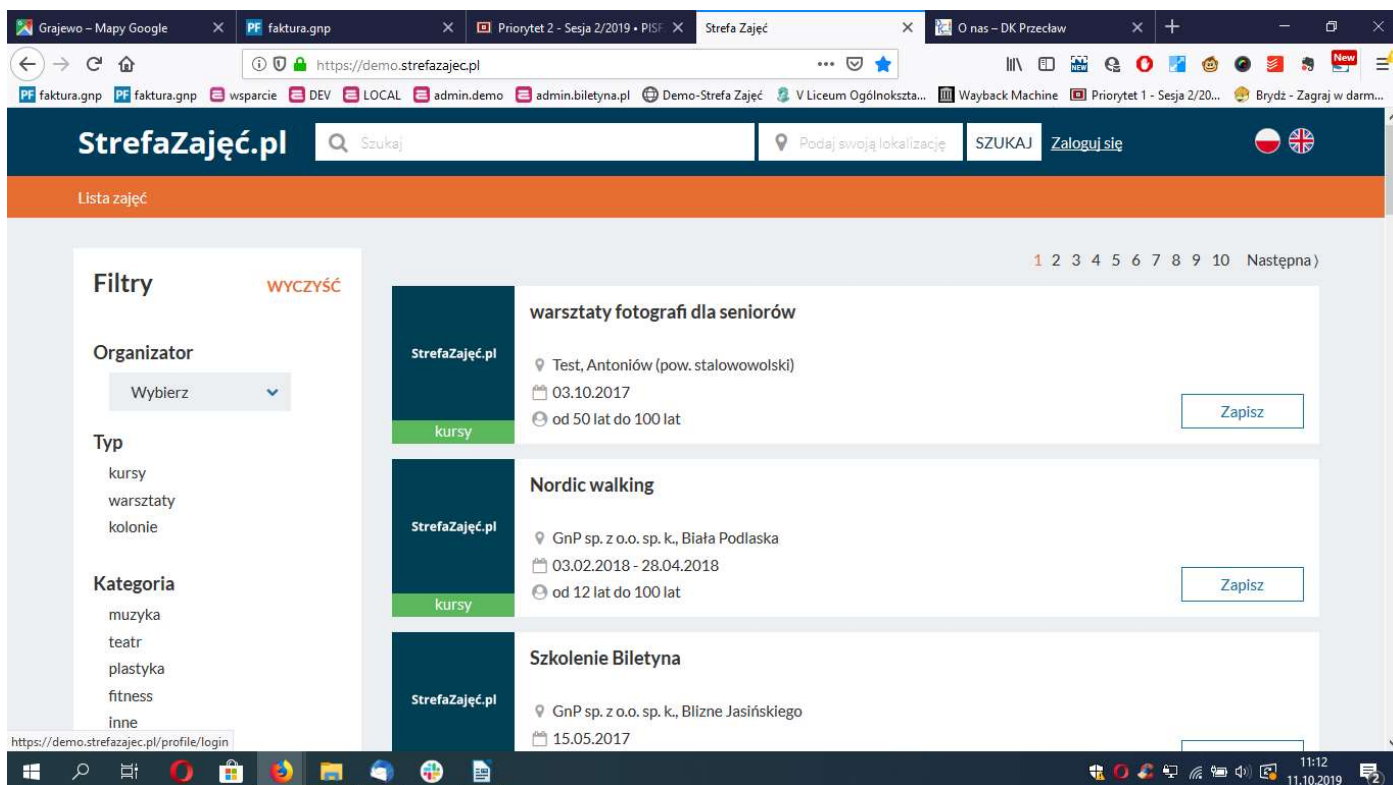 Grajewo – Mapy Google
PF faktura.gnp
Priorytet 2 - Sesja 2/2019 • PISF
Strefa Zajęć
O nas – DK Przecław
https://demo.strefazajec.pl
New
PF faktura.gnp PF faktura.gnp wsparcie DEV LOCAL admin.demo admin.biletyna.pl Demo-Strefa Zajęć V Liceum Ogólnokszta... Wayback Machine Priorytet 1 - Sesja 2/20... Brydż - Zagraj w darm...
StrefaZajęć.pl Szukaj Podaj swoją lokalizację SZUKAJ Zaloguj się
Lista zajęć
1 2 3 4 5 6 7 8 9 10 Następna ⟩
Filtry WYCZYŚĆ
Organizator
Wybierz
Typ
kursy
warsztaty
kolonie
Kategoria
muzyka
teatr
plastyka
fitness
inne
StrefaZajęć.pl
kursy
warsztaty fotografi dla seniorów
Test, Antoniów (pow. stalowowolski)
03.10.2017
od 50 lat do 100 lat
Zapisz
StrefaZajęć.pl
kursy
Nordic walking
GnP sp. z o.o. sp. k., Biała Podlaska
03.02.2018 - 28.04.2018
od 12 lat do 100 lat
Zapisz
StrefaZajęć.pl
Szkolenie Biletyna
GnP sp. z o.o. sp. k., Blizne Jasińskiego
15.05.2017
https://demo.strefazajec.pl/profile/login
11:12
11.10.2019
2